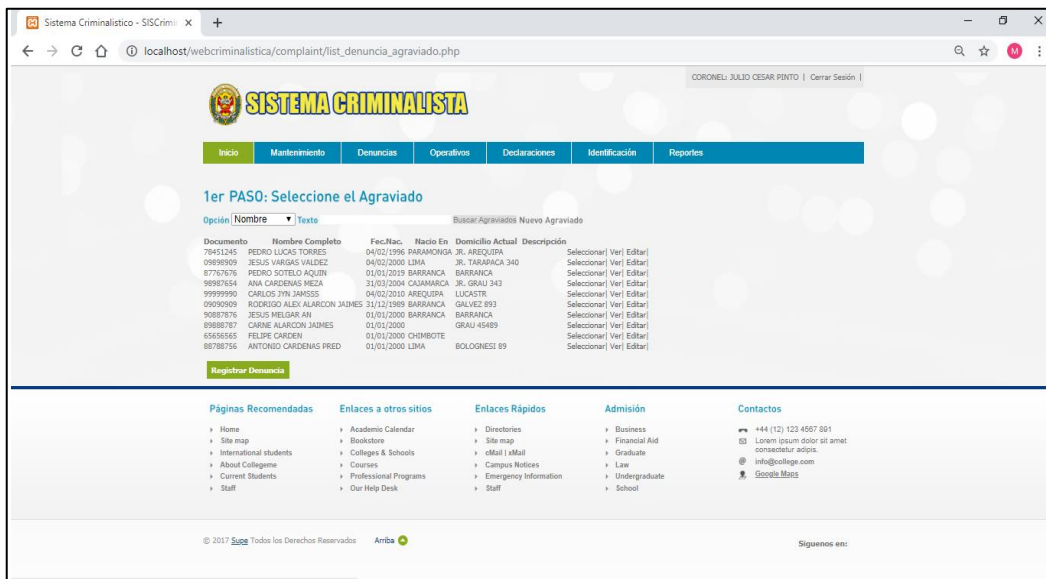 Sistema Criminalistico - SISCrimi
localhost/webcriminalistica/complaint/list_denuncia_agraviado.php
M
CORONEL: JULIO CESAR PINTO | Cerrar Sesión |
SISTEMA CRIMINALISTA
Inicio Mantenimiento Denuncias Operativos Declaraciones Identificación Reportes
1er PASO: Seleccione el Agraviado
Opción Nombre Texto Buscar Agraviados Nuevo Agraviado
Documento Nombre Completo Fec.Nac. Nacio En Domicilio Actual Descripción
78451245 PEDRO LUCAS TORRES 04/02/1996 PARAMONGA JR. AREQUIPA Seleccionar| Ver| Editar|
09898909 JESUS VARGAS VALDEZ 04/02/2000 LIMA JR. TARAPACA 340 Seleccionar| Ver| Editar|
87767676 PEDRO SOTELO AQUIN 01/01/2019 BARRANCA BARRANCA Seleccionar| Ver| Editar|
98987654 ANA CARDENAS MEZA 31/03/2004 CAJAMARCA JR. GRAU 343 Seleccionar| Ver| Editar|
99999990 CARLOS JYN JAMSSS 04/02/2010 AREQUIPA LUCASTR Seleccionar| Ver| Editar|
09090909 RODRIGO ALEX ALARCON JAIMES 31/12/1989 BARRANCA GALVEZ 893 Seleccionar| Ver| Editar|
90887876 JESUS MELGAR AN 01/01/2000 BARRANCA BARRANCA Seleccionar| Ver| Editar|
89888787 CARNE ALARCON JAIMES 01/01/2000 GRAU 45489 Seleccionar| Ver| Editar|
65656565 FELIPE CARDEN 01/01/2000 CHIMBOTE Seleccionar| Ver| Editar|
88788756 ANTONIO CARDENAS PRED 01/01/2000 LIMA BOLOGNESI 89 Seleccionar| Ver| Editar|
Registrar Denuncia
Páginas Recomendadas Enlaces a otros sitios Enlaces Rápidos Admisión Contactos
Home Academic Calendar Directories Business +44 (12) 123 4567 891
Site map Bookstore Site map Financial Aid Lorem ipsum dolor sit amet
International students Colleges & Schools cMail | xMail Graduate consectetur adipis.
About Collegeme Courses Campus Notices Law info@college.com
Current Students Professional Programs Emergency Information Undergraduate Google Maps
Staff Our Help Desk Staff School
© 2017 Supe Todos los Derechos Reservados Arriba
Siguenos en: